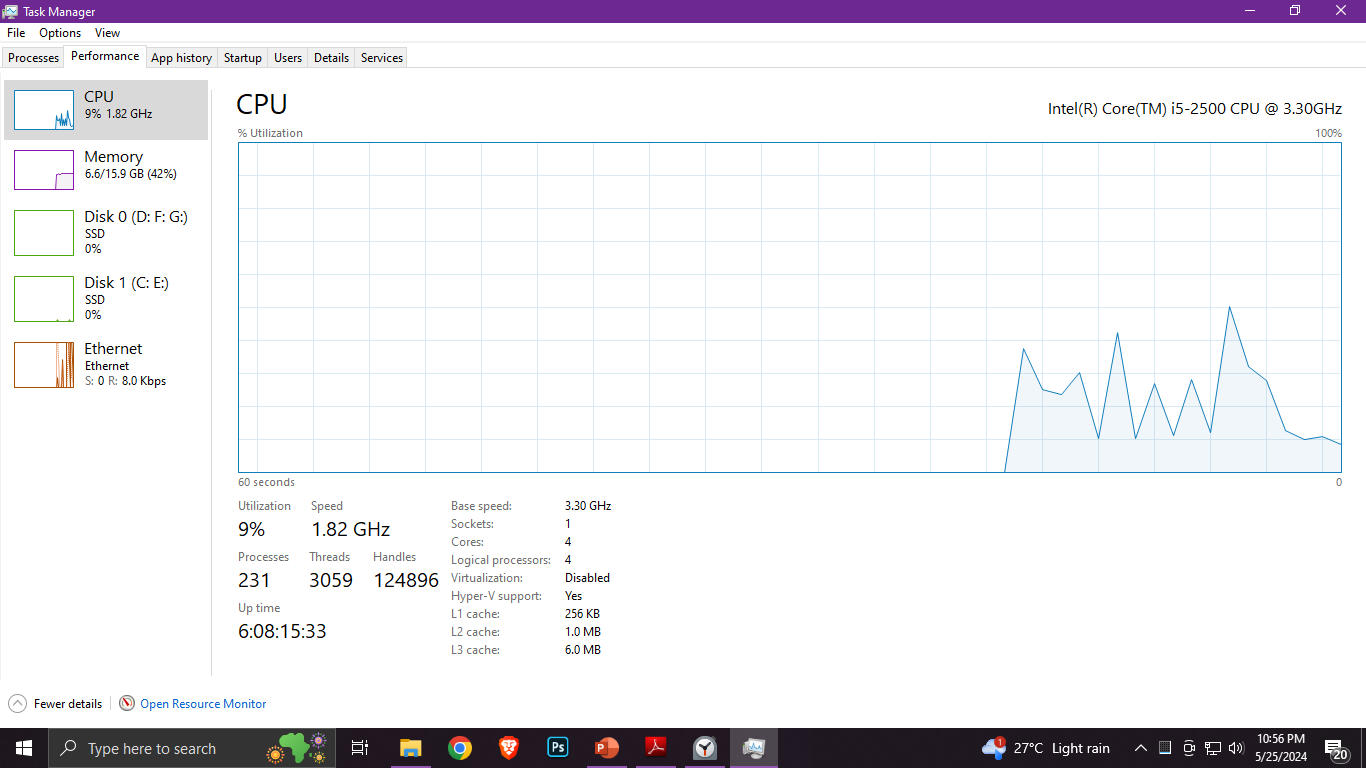 Task Manager
File Options View
Processes Performance App history Startup Users Details Services
CPU
9% 1.82 GHz
Memory
6.6/15.9 GB (42%)
Disk 0 (D: F: G:)
SSD
0%
Disk 1 (C: E:)
SSD
0%
Ethernet
Ethernet
S: 0 R: 8.0 Kbps
CPU
Intel(R) Core(TM) i5-2500 CPU @ 3.30GHz
% Utilization 100%
60 seconds 0
Utilization Speed
9% 1.82 GHz
Processes Threads Handles
231 3059 124896
Up time
6:08:15:33
Base speed: 3.30 GHz
Sockets: 1
Cores: 4
Logical processors: 4
Virtualization: Disabled
Hyper-V support: Yes
L1 cache: 256 KB
L2 cache: 1.0 MB
L3 cache: 6.0 MB
Fewer details Open Resource Monitor
Type here to search
Ps
P
1
27°C Light rain
10:56 PM
5/25/2024
20